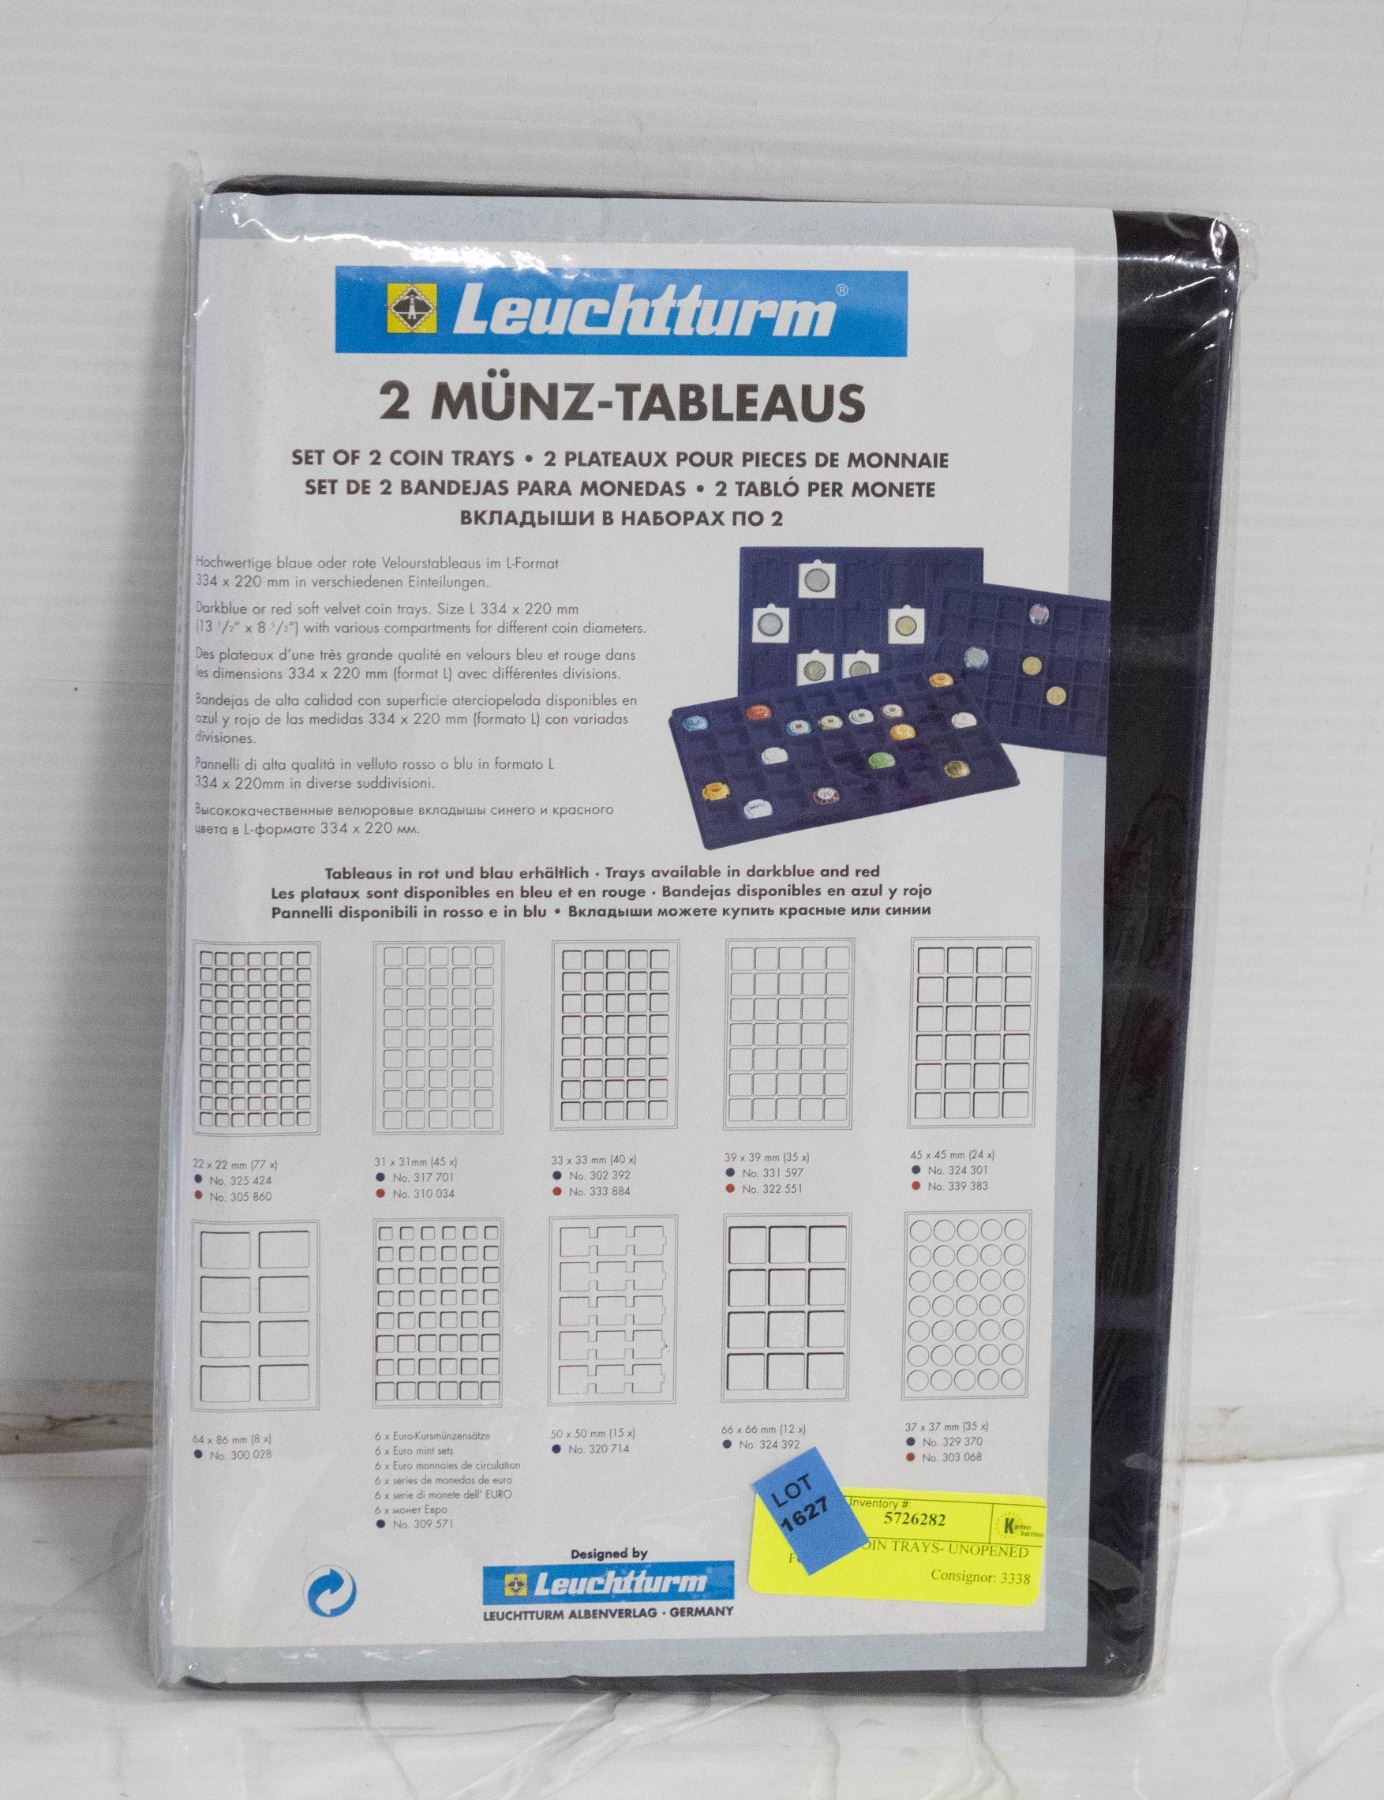 Leuchtturm®
2 MÜNZ-TABLEAUS
SET OF 2 COIN TRAYS • 2 PLATEAUX POUR PIECES DE MONNAIE
SET DE 2 BANDEJAS PARA MONEDAS • 2 TABLÓ PER MONETE
ВКЛАДЫШИ В НАБОРАХ ПО 2
Hochwertige blaue oder rote Velourstableaus im L-Format
334 x 220 mm in verschiedenen Einteilungen.
Darkblue or red soft velvet coin trays. Size L 334 x 220 mm
(13 1/2" x 8 1/2") with various compartments for different coin diameters.
Des plateaux d'une très grande qualité en velours bleu et rouge dans
les dimensions 334 x 220 mm (format L) avec différentes divisions.
Bandejas de alta calidad con superficie aterciopelada disponibles en
azul y rojo de las medidas 334 x 220 mm (formato L) con variadas
divisiones.
Pannelli di alta qualitá in velluto rosso o blu in formato L
334 x 220mm in diverse suddivisioni.
Высококачественные велюровые вкладышы синего и красного
цвета в L-формате 334 x 220 мм.
Tableaus in rot und blau erhältlich · Trays available in darkblue and red
Les plataux sont disponibles en bleu et en rouge · Bandejas disponibles en azul y rojo
Pannelli disponibili in rosso e in blu • Вкладыши можете купить красные или синии
22 x 22 mm (77 x)
No. 325 424
No. 305 860
31 x 31mm (45 x)
No. 317 701
No. 310 034
33 x 33 mm (40 x)
No. 302 392
No. 333 884
39 x 39 mm (35 x)
No. 331 597
No. 322 551
45 x 45 mm (24 x)
No. 324 301
No. 339 383
64 x 86 mm (8 x)
No. 300 028
6 x Euro-Kursmünzensätze
6 x Euro mint sets
6 x Euro monnaies de circulation
6 x series de monedas de euro
6 x serie di monete dell' EURO
6 x монет Евро
No. 309 571
50 x 50 mm (15 x)
No. 320 714
66 x 66 mm (12 x)
No. 324 392
37 x 37 mm (35 x)
No. 329 370
No. 303 068
LOT
1627
Inventory #:
5726282
OIN TRAYS- UNOPENED
Consignor: 3338
Designed by
Leuchtturm
LEUCHTTURM ALBENVERLAG · GERMANY